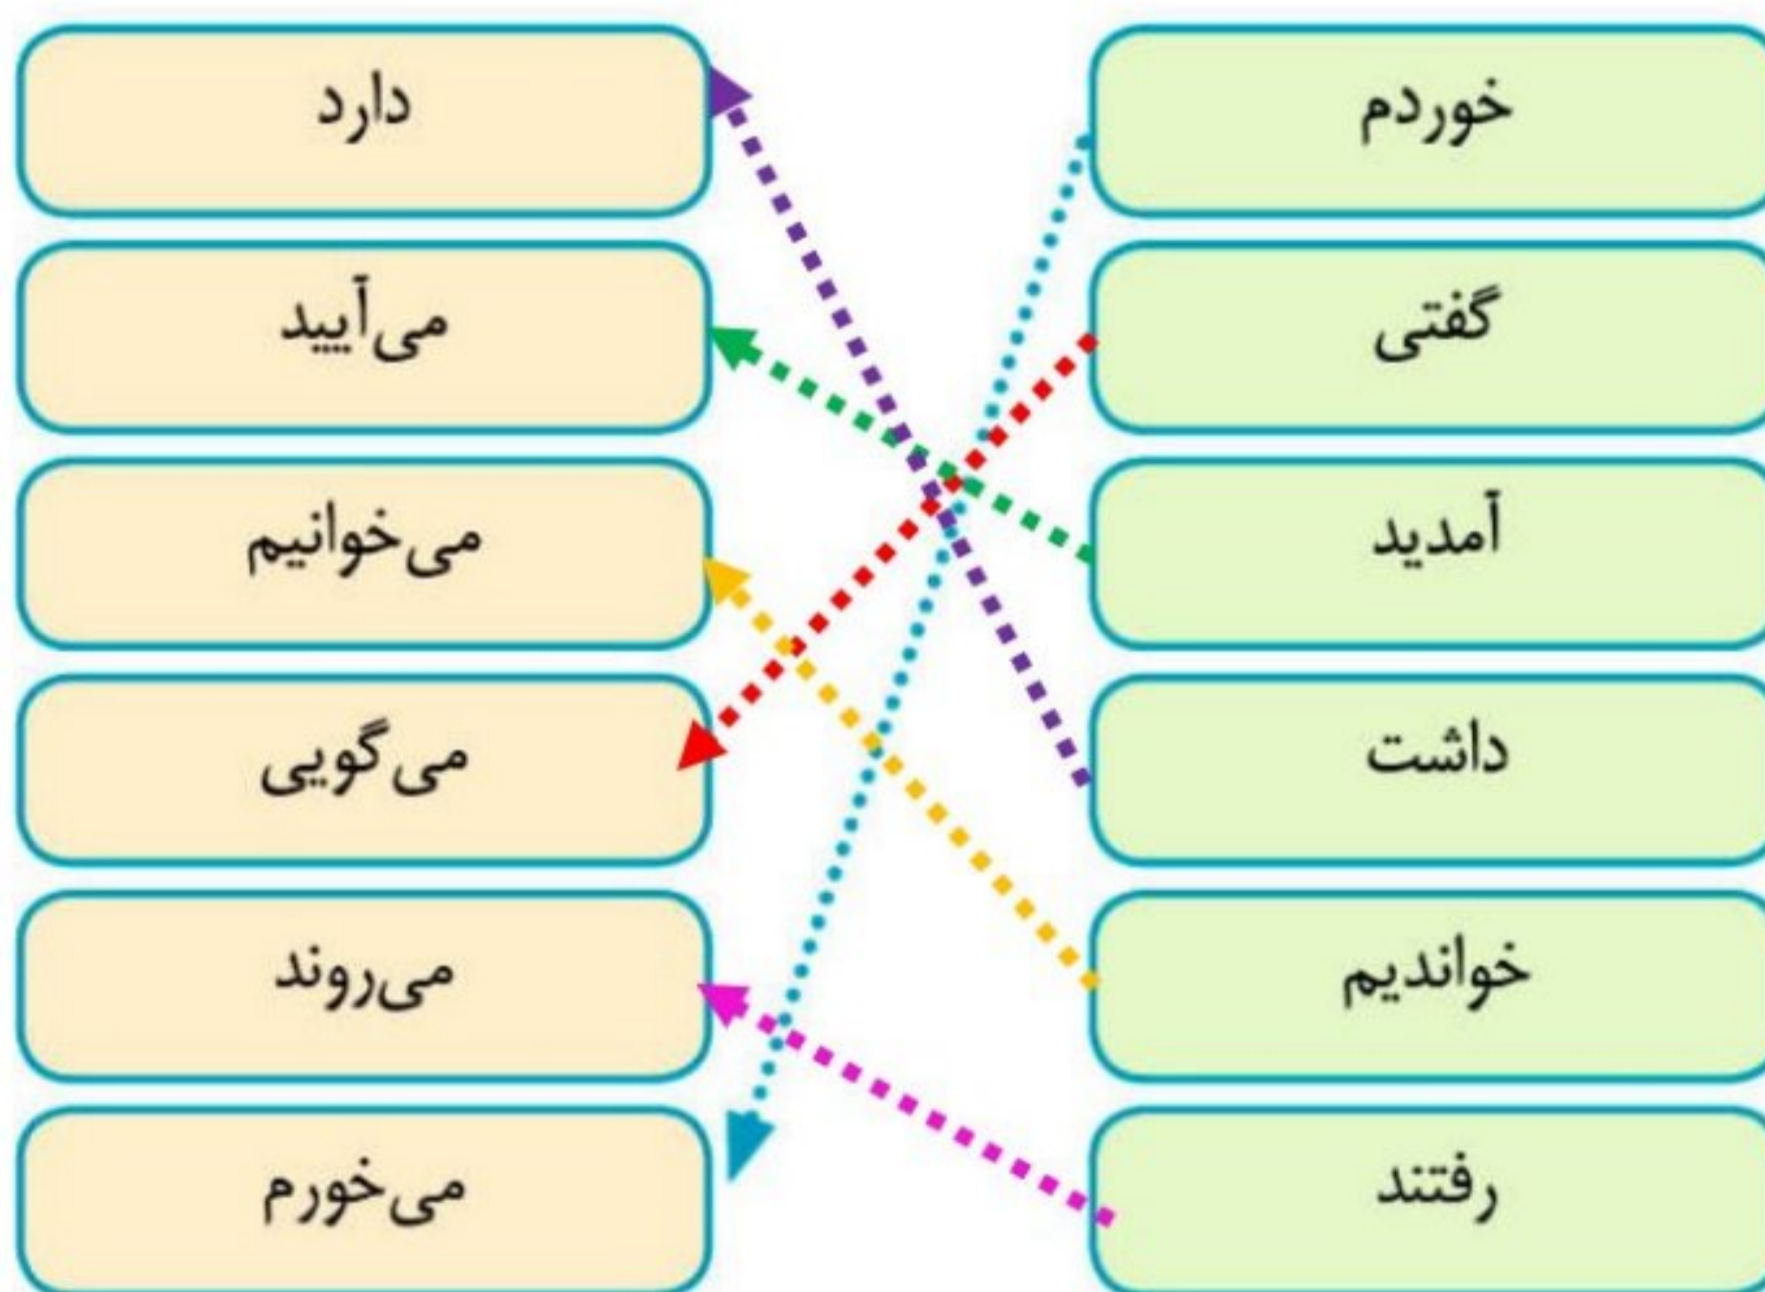 خوردم
دارد
گفتی
می‌آیید
آمدید
می‌خوانیم
داشت
می‌گویی
خواندیم
می‌روند
رفتند
می‌خورم